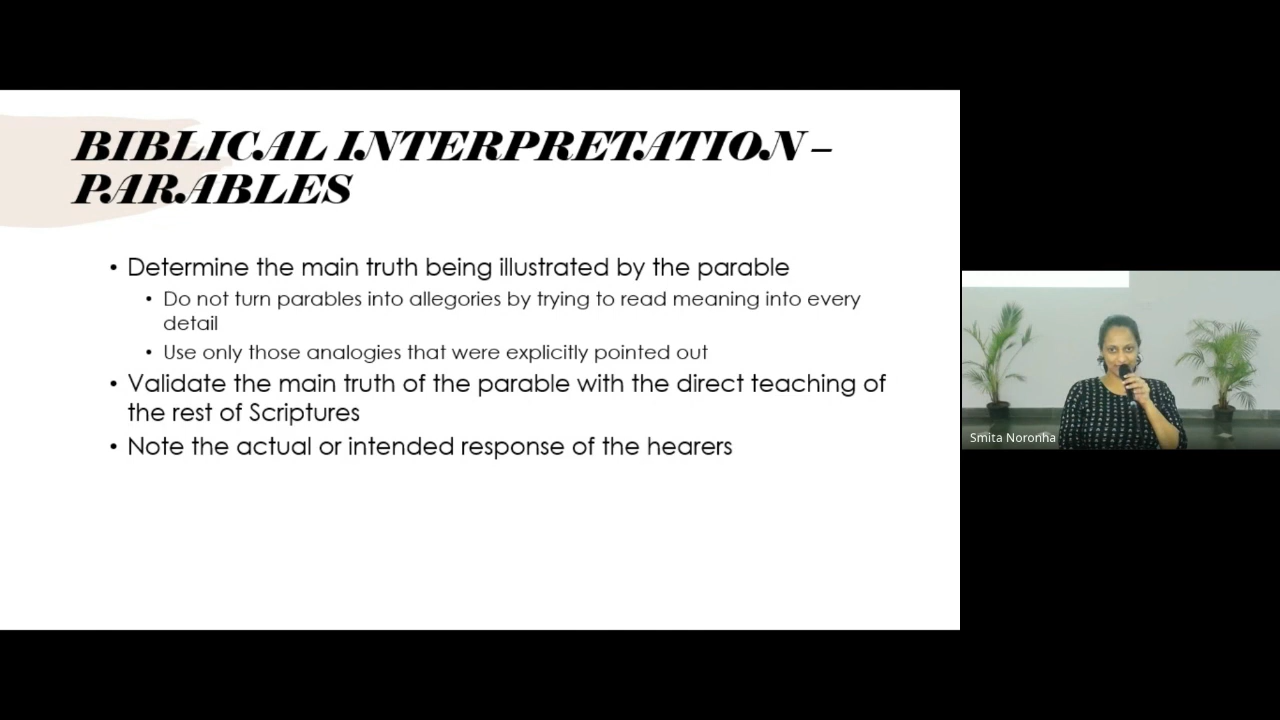 BIBLICAL INTERPRETATION –
PARABLES
• Determine the main truth being illustrated by the parable
• Do not turn parables into allegories by trying to read meaning into every
detail
• Use only those analogies that were explicitly pointed out
• Validate the main truth of the parable with the direct teaching of
the rest of Scriptures
• Note the actual or intended response of the hearers
Smita Noronha